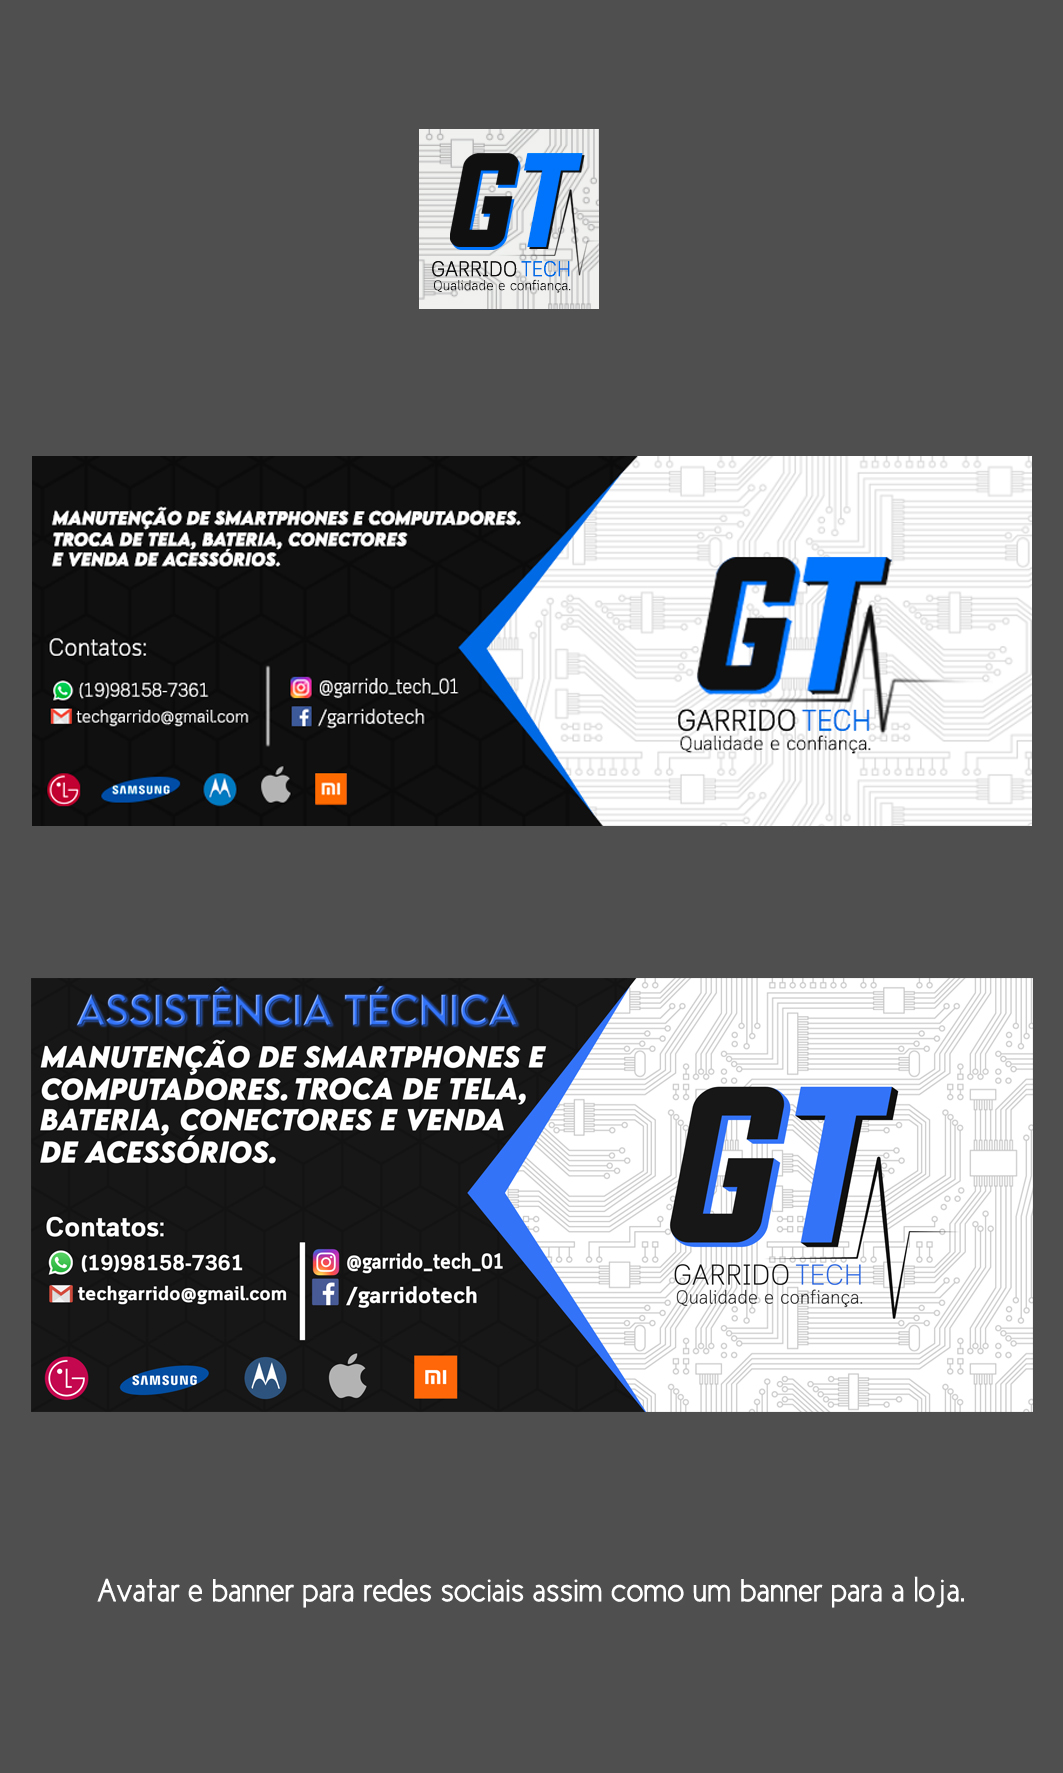 GT
GARRIDO TECH
Qualidade e confiança.
MANUTENÇÃO DE SMARTPHONES E COMPUTADORES.
TROCA DE TELA, BATERIA, CONECTORES
E VENDA DE ACESSÓRIOS.
Contatos:
(19)98158-7361
techgarrido@gmail.com
@garrido_tech_01
/garridotech
LG
SAMSUNG
MI
GT
GARRIDO TECH
Qualidade e confiança.
ASSISTÊNCIA TÉCNICA
MANUTENÇÃO DE SMARTPHONES E
COMPUTADORES. TROCA DE TELA,
BATERIA, CONECTORES E VENDA
DE ACESSÓRIOS.
Contatos:
(19)98158-7361
techgarrido@gmail.com
@garrido_tech_01
/garridotech
LG
SAMSUNG
MI
GT
GARRIDO TECH
Qualidade e confiança.
Avatar e banner para redes sociais assim como um banner para a loja.